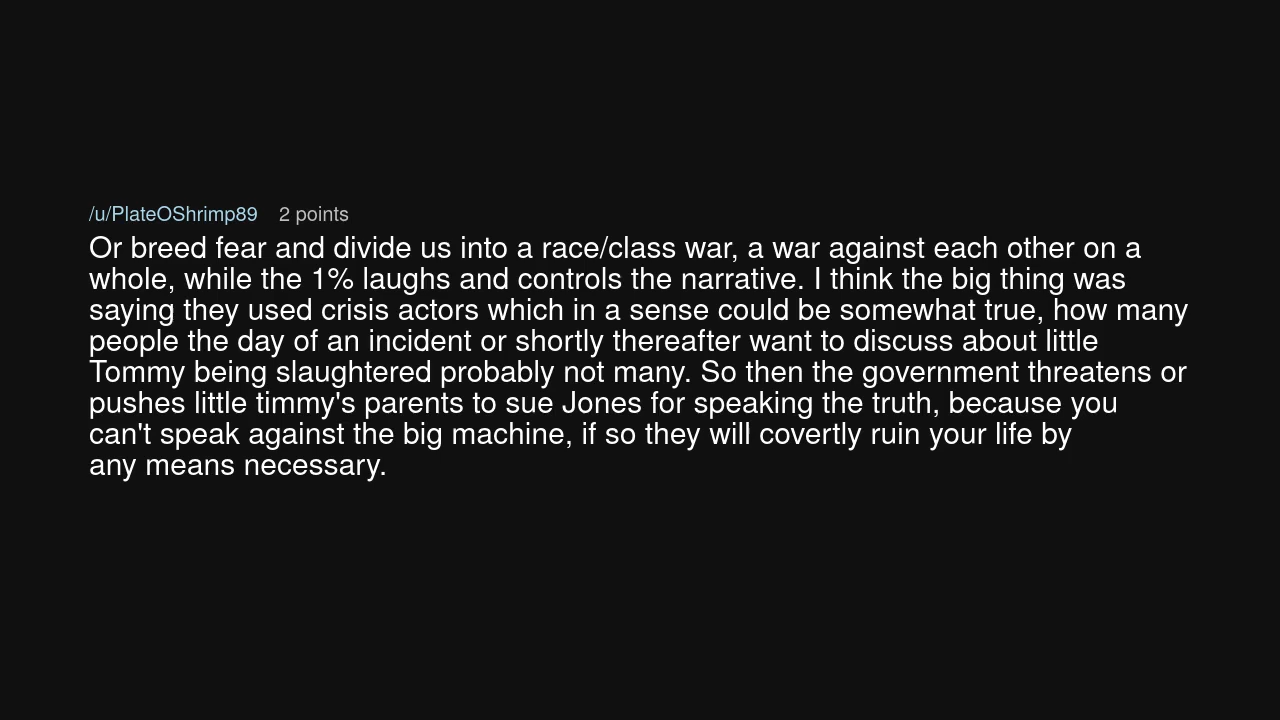 /u/PlateOShrimp89 2 points
Or breed fear and divide us into a race/class war, a war against each other on a
whole, while the 1% laughs and controls the narrative. I think the big thing was
saying they used crisis actors which in a sense could be somewhat true, how many
people the day of an incident or shortly thereafter want to discuss about little
Tommy being slaughtered probably not many. So then the government threatens or
pushes little timmy's parents to sue Jones for speaking the truth, because you
can't speak against the big machine, if so they will covertly ruin your life by
any means necessary.